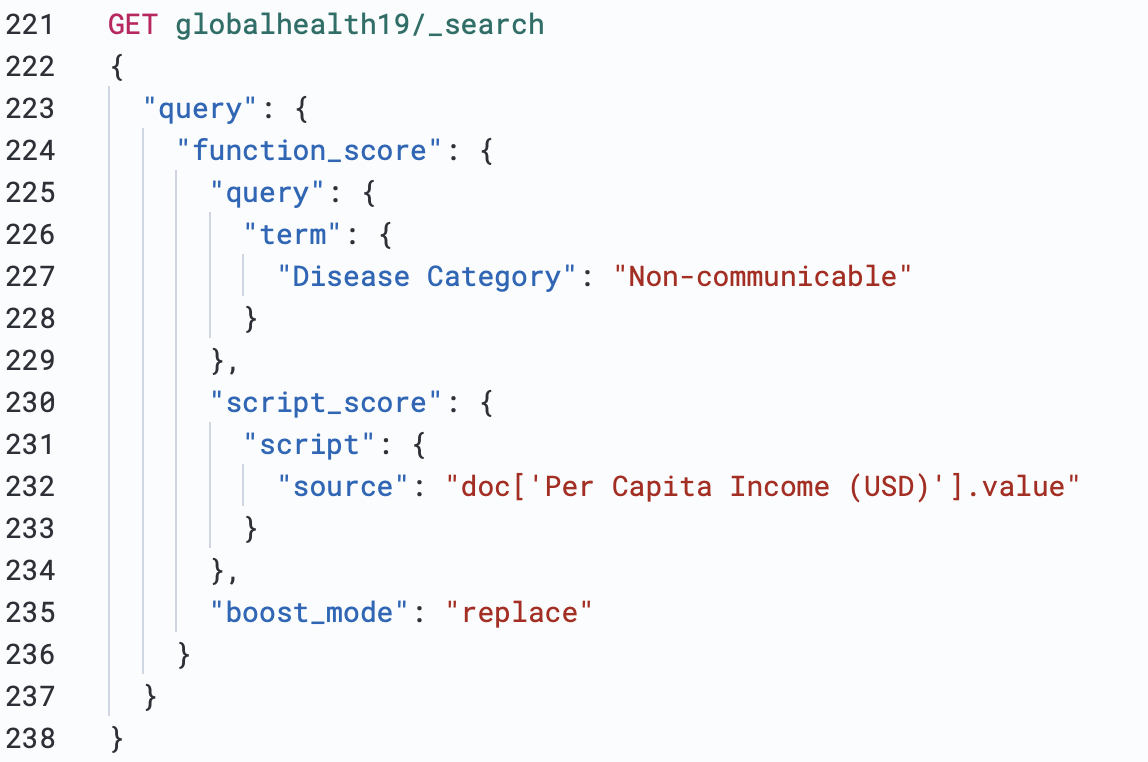 221 GET globalhealth19/_search
222 {
223 "query": {
224 "function_score": {
225 "query": {
226 "term": {
227 "Disease Category": "Non-communicable"
228 }
229 },
230 "script_score": {
231 "script": {
232 "source": "doc['Per Capita Income (USD)'].value"
233 }
234 },
235 "boost_mode": "replace"
236 }
237 }
238 }